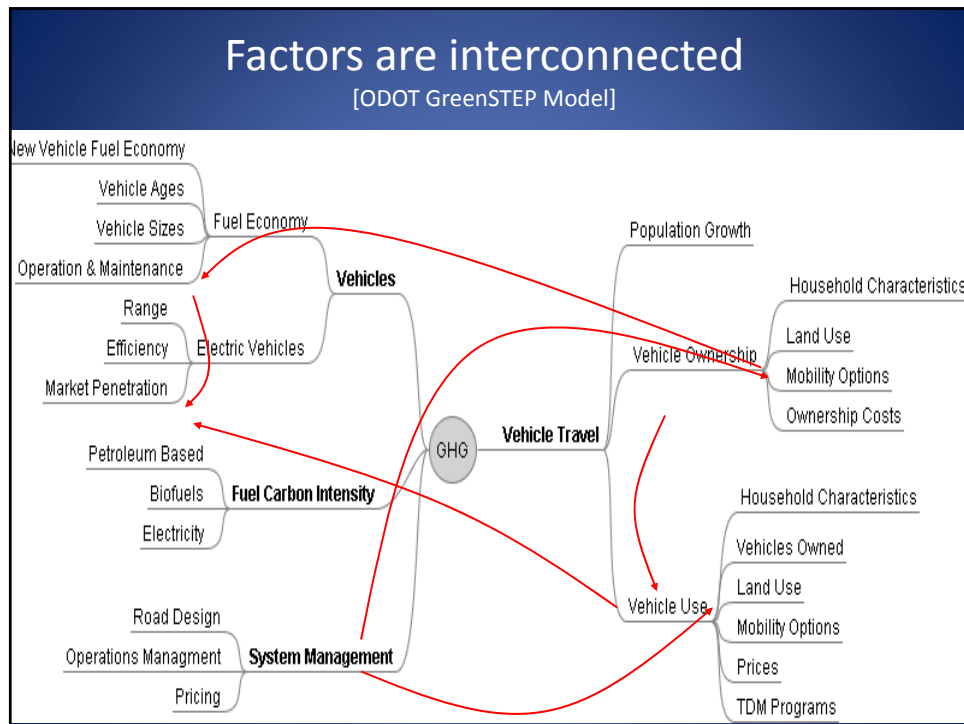 Factors are interconnected
[ODOT GreenSTEP Model]
New Vehicle Fuel Economy
Vehicle Ages
Vehicle Sizes
Operation & Maintenance
Fuel Economy
Range
Efficiency
Market Penetration
Electric Vehicles
Vehicles
Petroleum Based
Biofuels
Electricity
Fuel Carbon Intensity
Road Design
Operations Managment
Pricing
System Management
GHG
Vehicle Travel
Population Growth
Vehicle Ownership
Household Characteristics
Land Use
Mobility Options
Ownership Costs
Vehicle Use
Household Characteristics
Vehicles Owned
Land Use
Mobility Options
Prices
TDM Programs